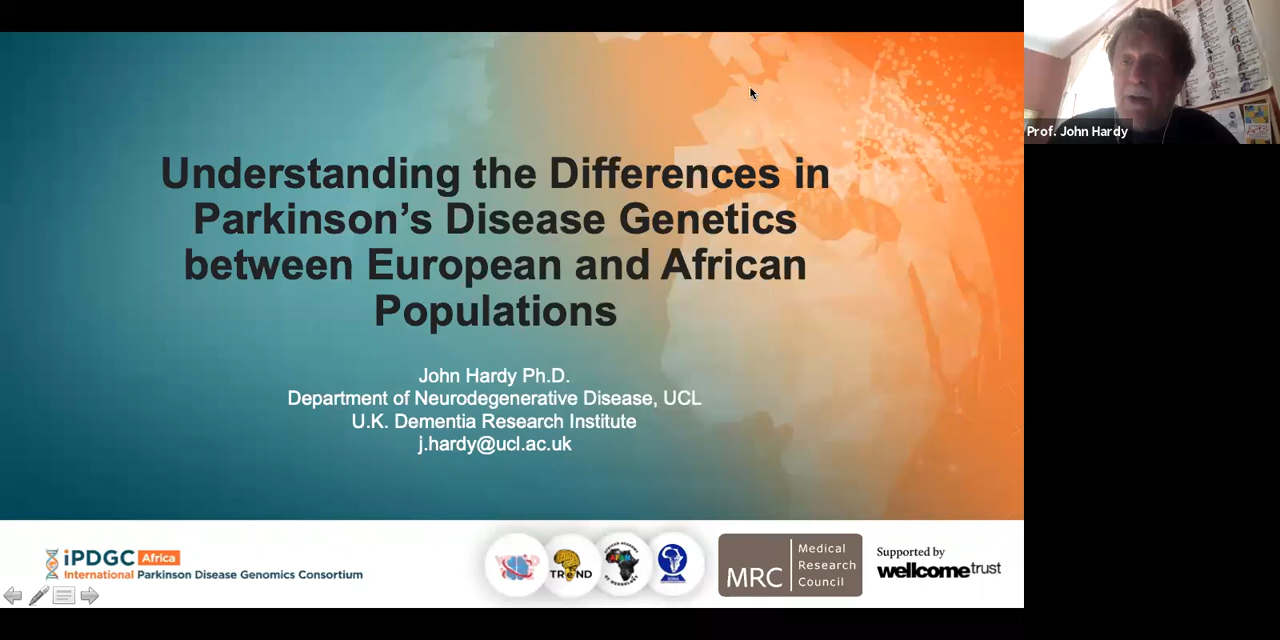 Understanding the Differences in
Parkinson's Disease Genetics
between European and African
Populations
John Hardy Ph.D.
Department of Neurodegenerative Disease, UCL
U.K. Dementia Research Institute
j.hardy@ucl.ac.uk
iPDGC Africa
International Parkinson Disease Genomics Consortium
TREND
MRC
Medical
Research
Council
Supported by
wellcometrust
Prof. John Hardy